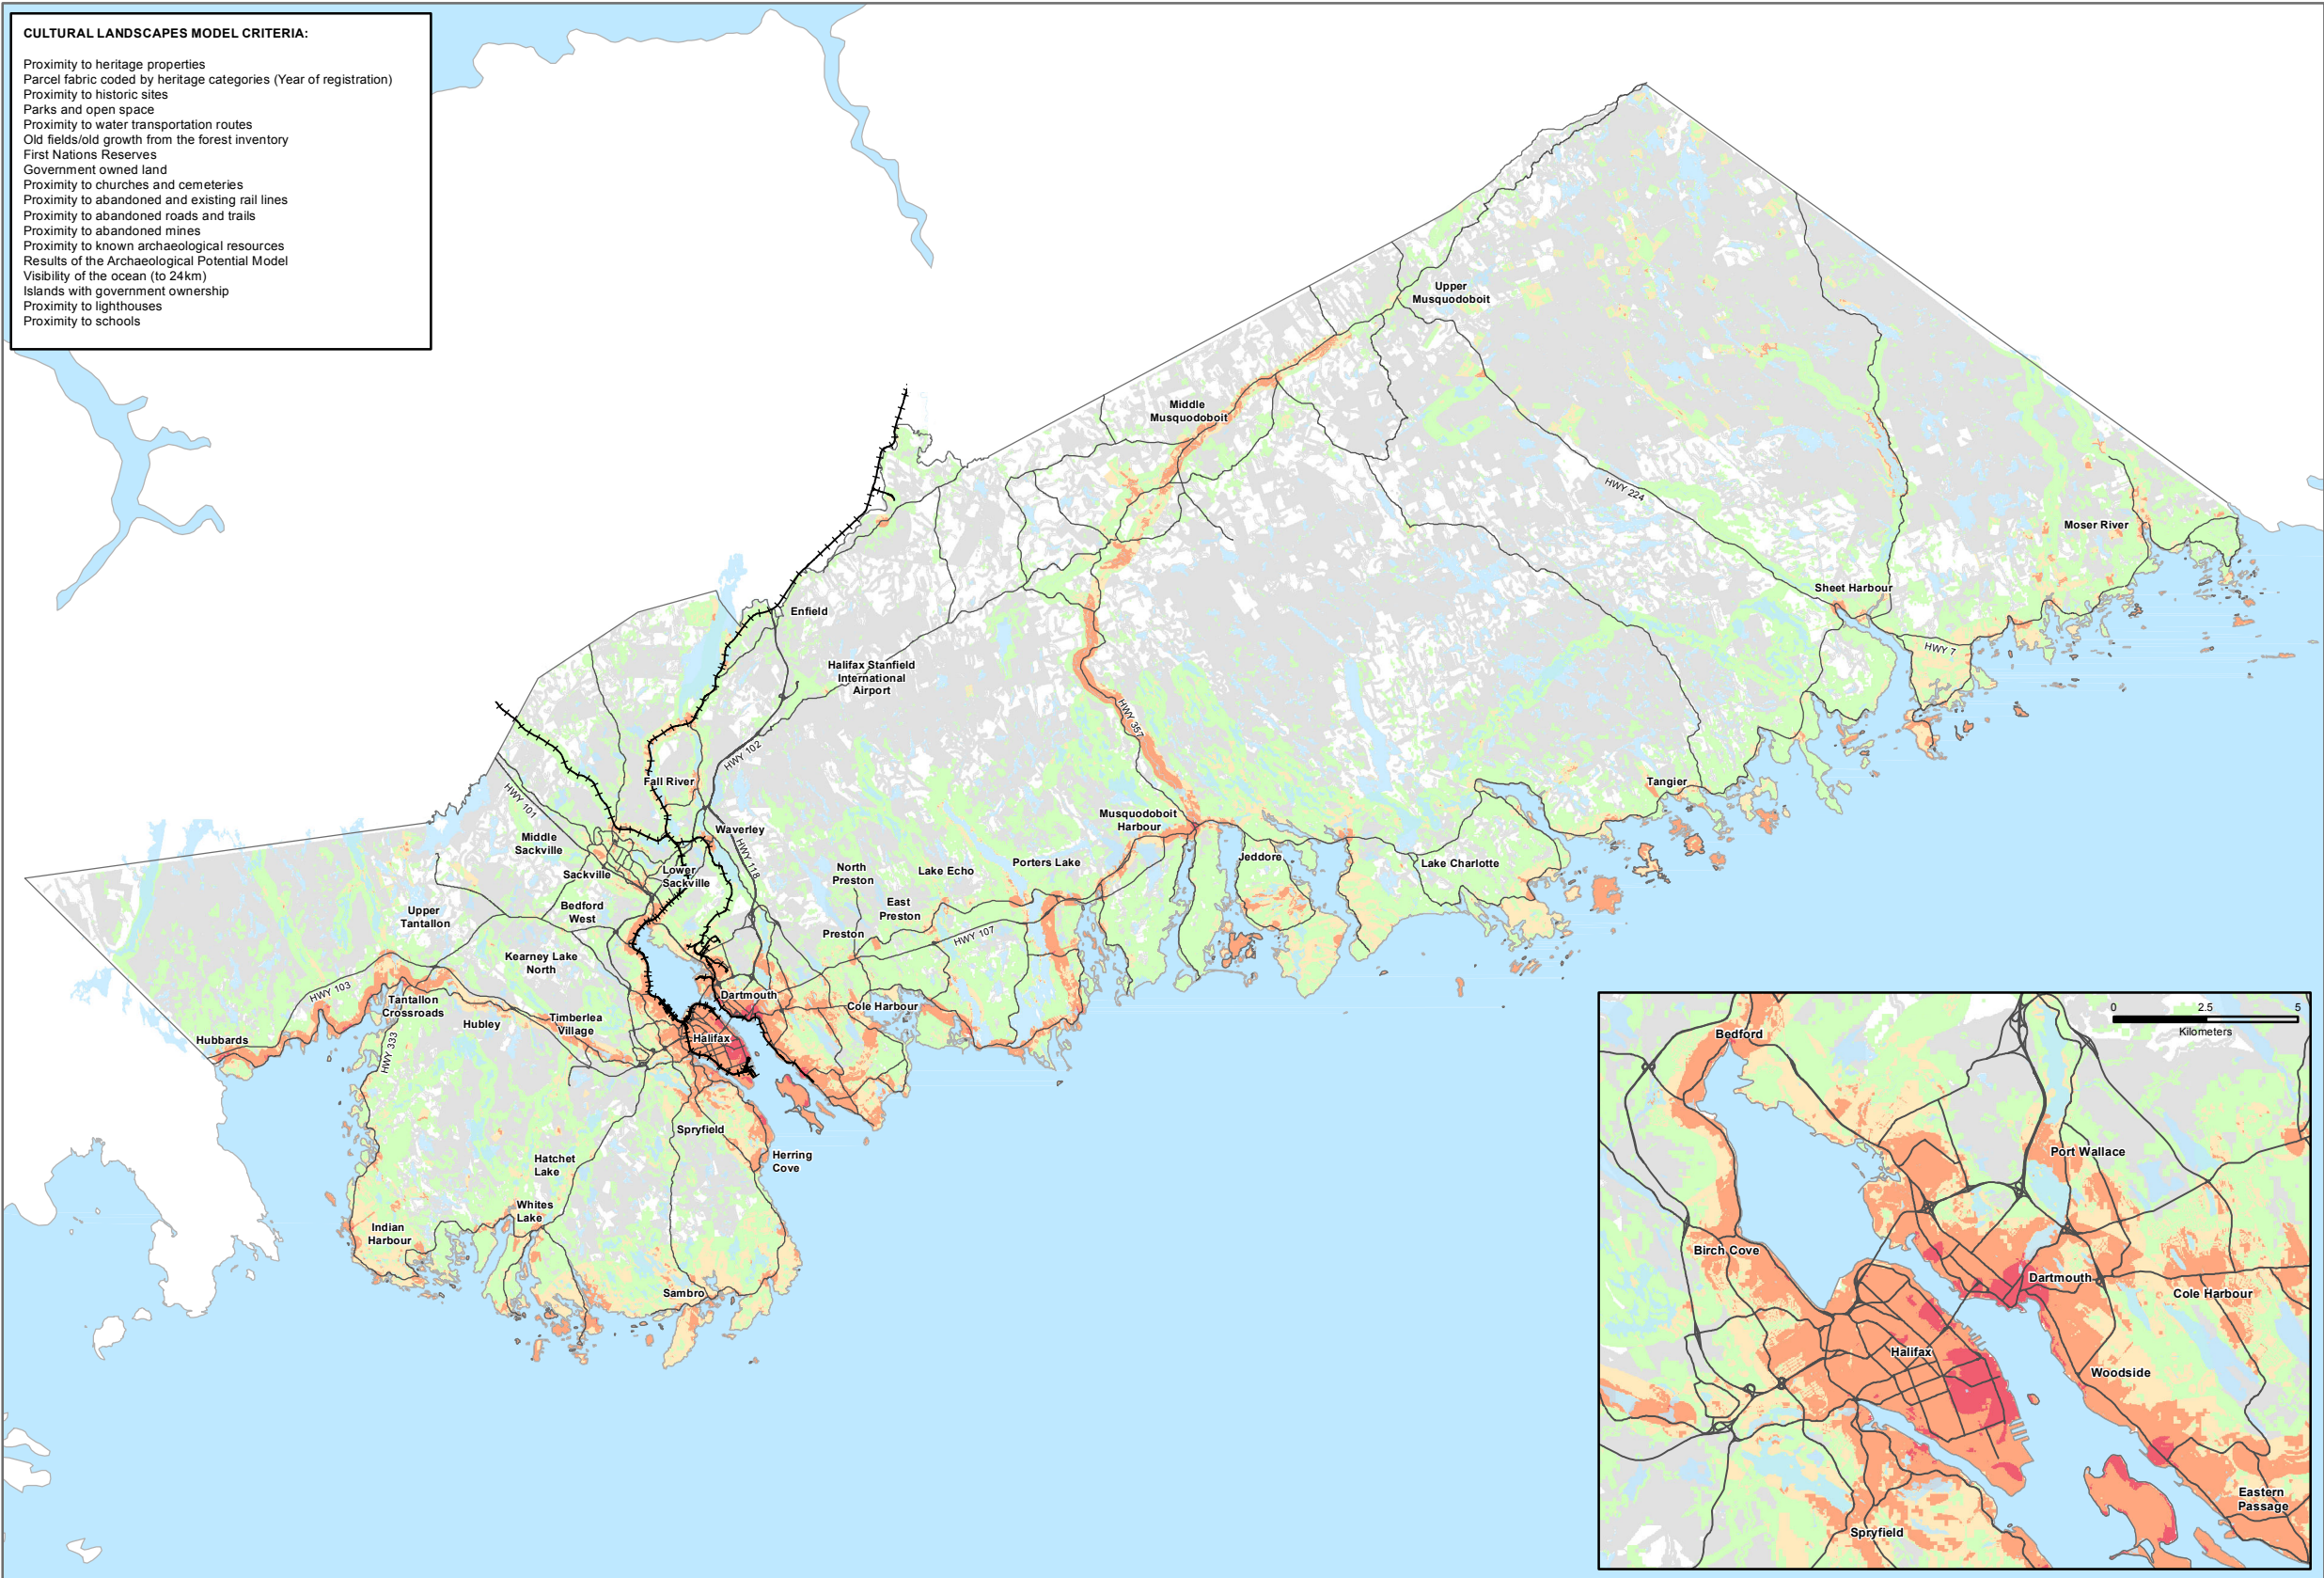 CULTURAL LANDSCAPES MODEL CRITERIA:
Proximity to heritage properties
Parcel fabric coded by heritage categories (Year of registration)
Proximity to historic sites
Parks and open space
Proximity to water transportation routes
Old fields/old growth from the forest inventory
First Nations Reserves
Government owned land
Proximity to churches and cemeteries
Proximity to abandoned and existing rail lines
Proximity to abandoned roads and trails
Proximity to abandoned mines
Proximity to known archaeological resources
Results of the Archaeological Potential Model
Visibility of the ocean (to 24km)
Islands with government ownership
Proximity to lighthouses
Proximity to schools
Upper
Musquodoboit
Middle
Musquodoboit
HWY 224
Moser River
Sheet Harbour
Enfield
HWY 7
Halifax Stanfield
International
Airport
HWY 357
HWY 102
Fall River
Tangier
HWY 101
Musquodoboit
Harbour
Waverley
Middle
Sackville
HWY 118
Jeddore
Lake Charlotte
Porters Lake
North
Preston
Lake Echo
Sackville
Lower
Sackville
East
Preston
Bedford
West
Upper
Tantallon
Preston
HWY 107
Kearney Lake
North
HWY 103
Tantallon
Crossroads
Dartmouth
Cole Harbour
Hubley
Timberlea
Village
Hubbards
HWY 333
Halifax
Spryfield
Herring
Cove
Hatchet
Lake
Whites
Lake
Indian
Harbour
Sambro
0 2.5 5
Kilometers
Bedford
Port Wallace
Birch Cove
Dartmouth
Cole Harbour
Halifax
Woodside
Eastern
Passage
Spryfield